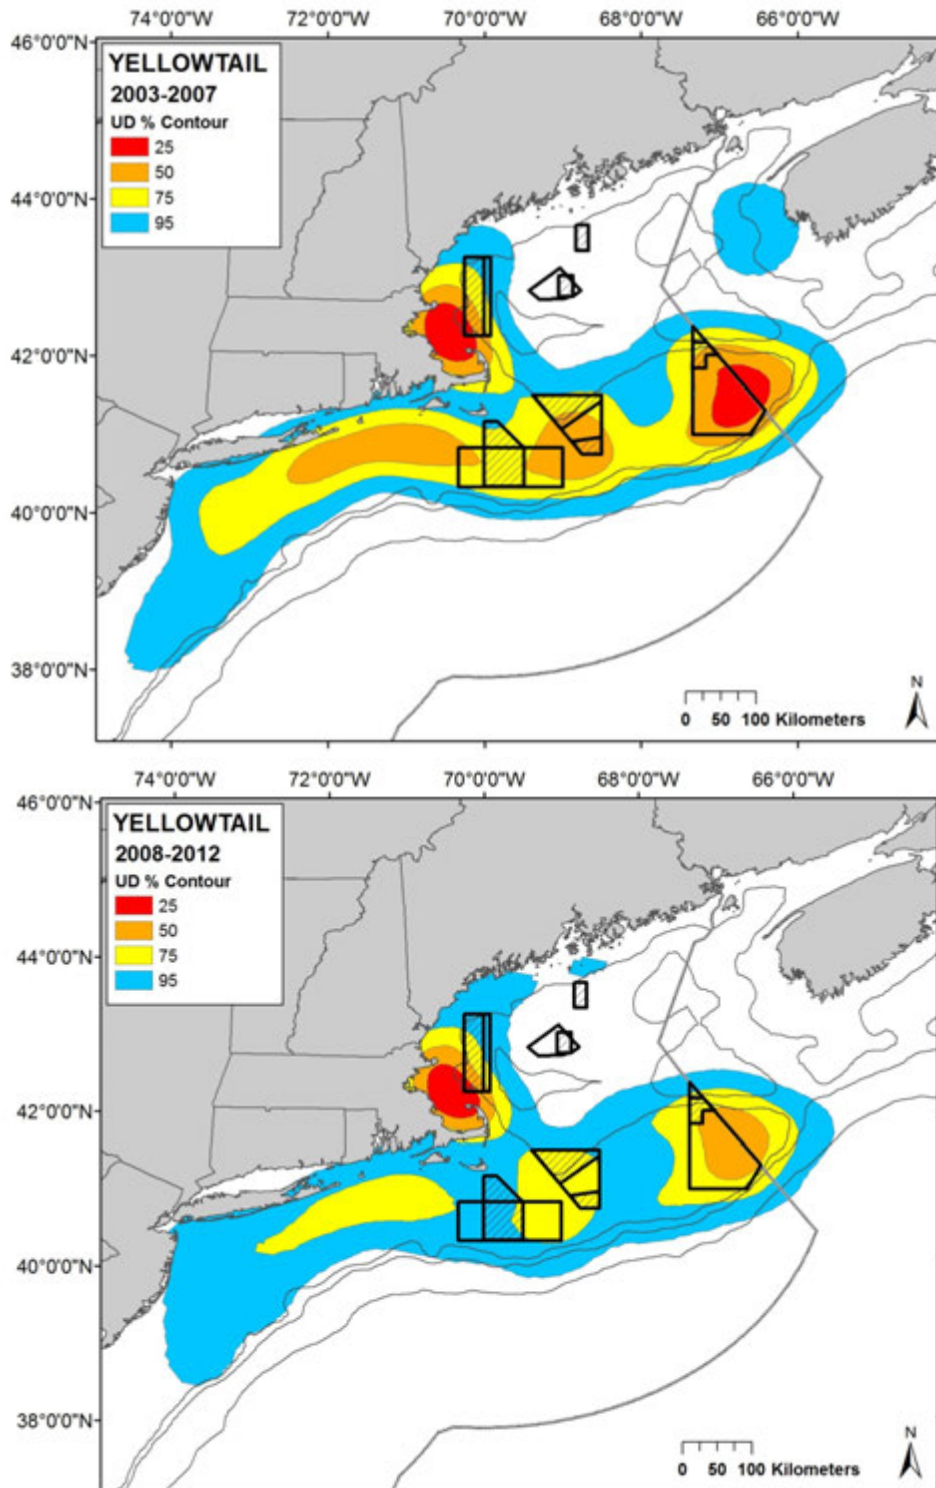 74°0'0"W 72°0'0"W 70°0'0"W 68°0'0"W 66°0'0"W
46°0'0"N
YELLOWTAIL
2003-2007
UD % Contour
25
50
75
95
44°0'0"N
42°0'0"N
40°0'0"N
38°0'0"N
N
0 50 100 Kilometers
74°0'0"W 72°0'0"W 70°0'0"W 68°0'0"W 66°0'0"W
46°0'0"N
YELLOWTAIL
2008-2012
UD % Contour
25
50
75
95
44°0'0"N
42°0'0"N
40°0'0"N
38°0'0"N
N
0 50 100 Kilometers